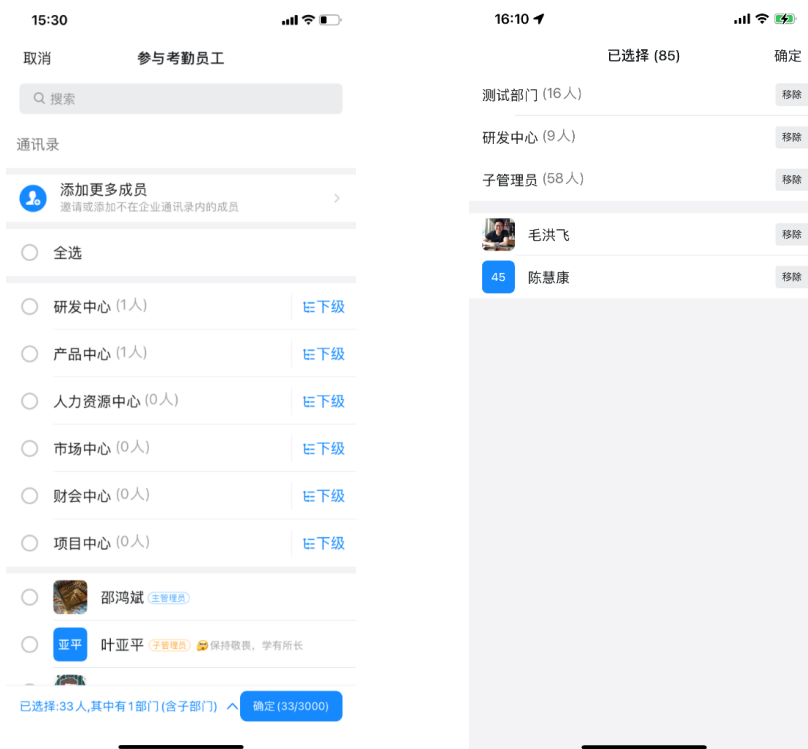 15:30
取消
参与考勤员工
搜索
通讯录
添加更多成员
邀请或添加不在企业通讯录内的成员
全选
研发中心 (1人)
下级
产品中心 (1人)
下级
人力资源中心 (0人)
下级
市场中心 (0人)
下级
财会中心 (0人)
下级
项目中心 (0人)
下级
邵鸿斌 主管理员
亚平
叶亚平 子管理员 保持敬畏，学有所长
已选择:33人,其中有1部门(含子部门)
确定(33/3000)
16:10
已选择 (85)
确定
测试部门 (16人)
移除
研发中心 (9人)
移除
子管理员 (58人)
移除
毛洪飞
移除
45
陈慧康
移除